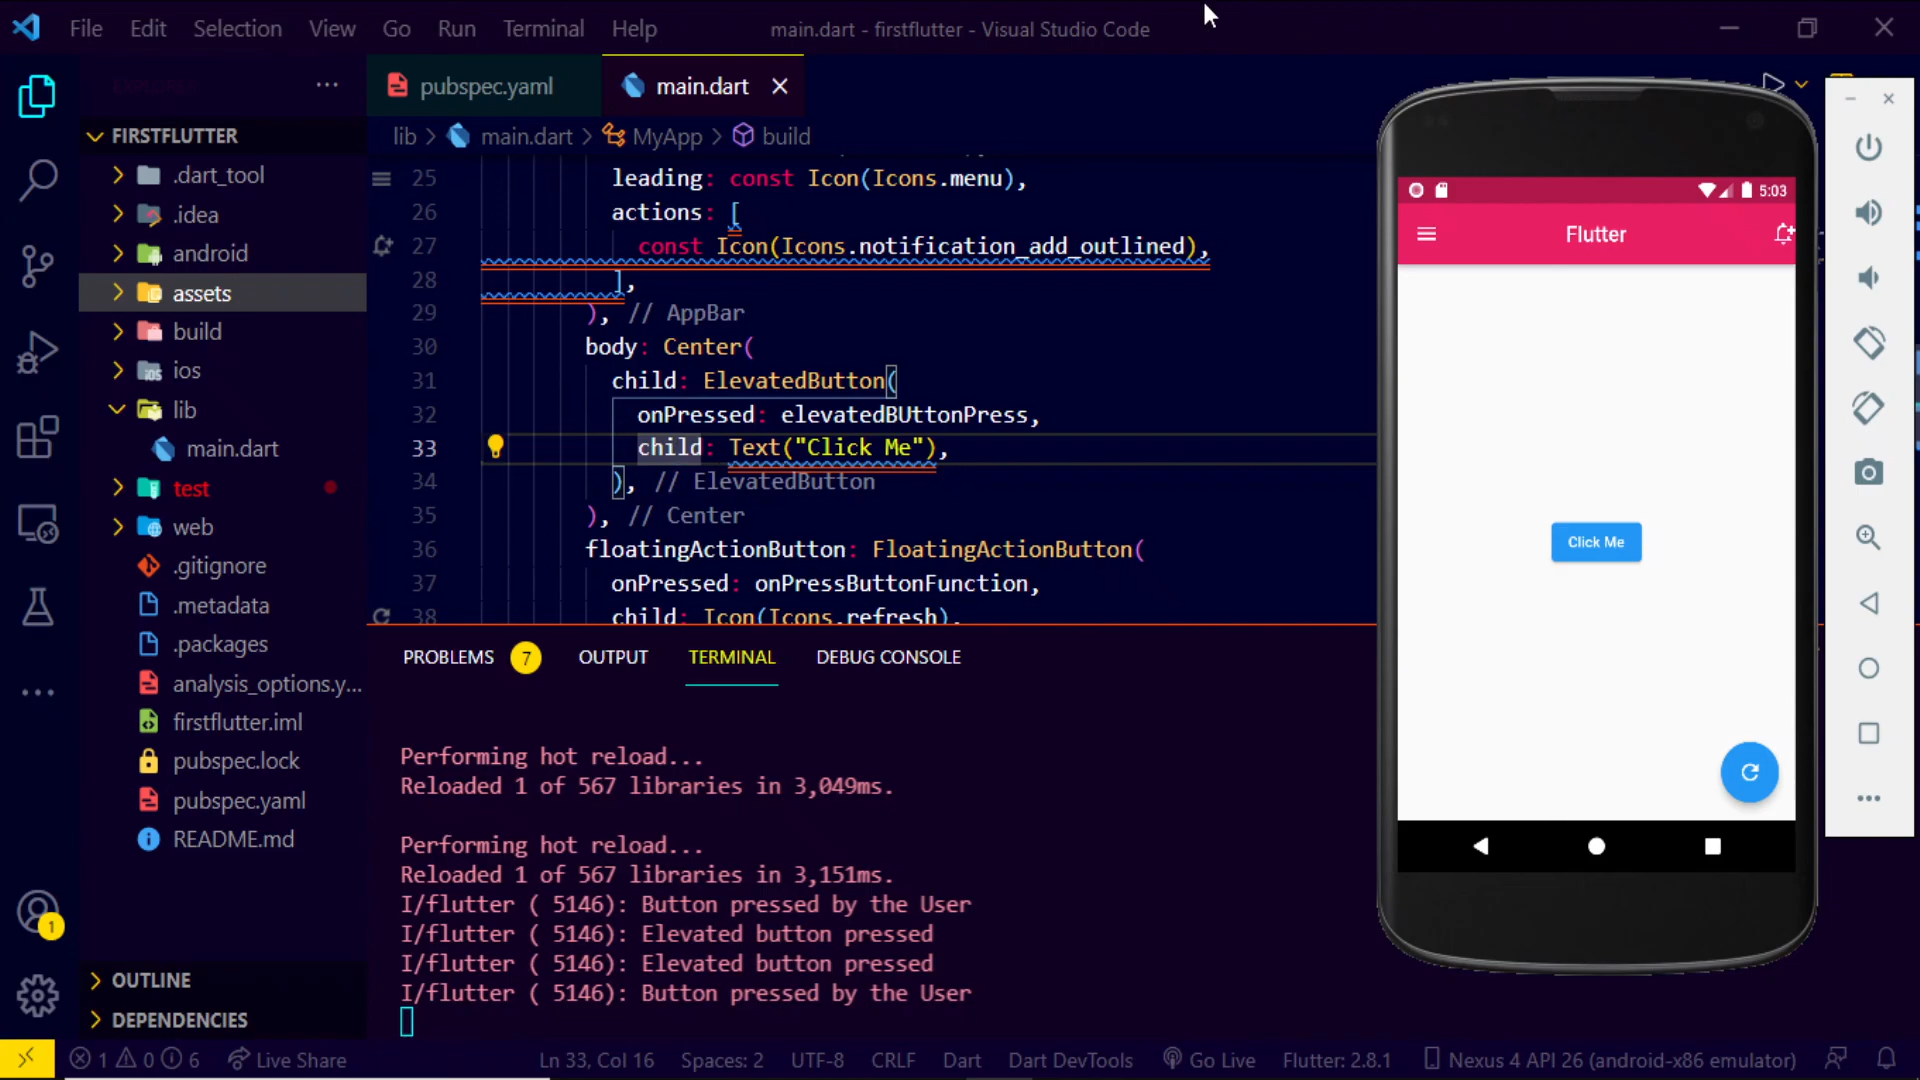 File Edit Selection View Go Run Terminal Help
main.dart - firstflutter - Visual Studio Code
EXPLORER
pubspec.yaml
main.dart
lib > main.dart > MyApp > build
FIRSTFLUTTER
.dart_tool
.idea
android
assets
build
ios
lib
main.dart
test
web
.gitignore
.metadata
.packages
analysis_options.y...
firstflutter.iml
pubspec.lock
pubspec.yaml
README.md
OUTLINE
DEPENDENCIES
25 leading: const Icon(Icons.menu),
26 actions: [
27 const Icon(Icons.notification_add_outlined),
28 ],
29 ), // AppBar
30 body: Center(
31 child: ElevatedButton(
32 onPressed: elevatedBUttonPress,
33 child: Text("Click Me"),
34 ), // ElevatedButton
35 ), // Center
36 floatingActionButton: FloatingActionButton(
37 onPressed: onPressButtonFunction,
38 child: Icon(Icons.refresh),
PROBLEMS 7 OUTPUT TERMINAL DEBUG CONSOLE
Performing hot reload...
Reloaded 1 of 567 libraries in 3,049ms.
Performing hot reload...
Reloaded 1 of 567 libraries in 3,151ms.
I/flutter ( 5146): Button pressed by the User
I/flutter ( 5146): Elevated button pressed
I/flutter ( 5146): Elevated button pressed
I/flutter ( 5146): Button pressed by the User
5:03
Flutter
Click Me
1
1 0 6 Live Share
Ln 33, Col 16 Spaces: 2 UTF-8 CRLF Dart Dart DevTools Go Live Flutter: 2.8.1 Nexus 4 API 26 (android-x86 emulator)